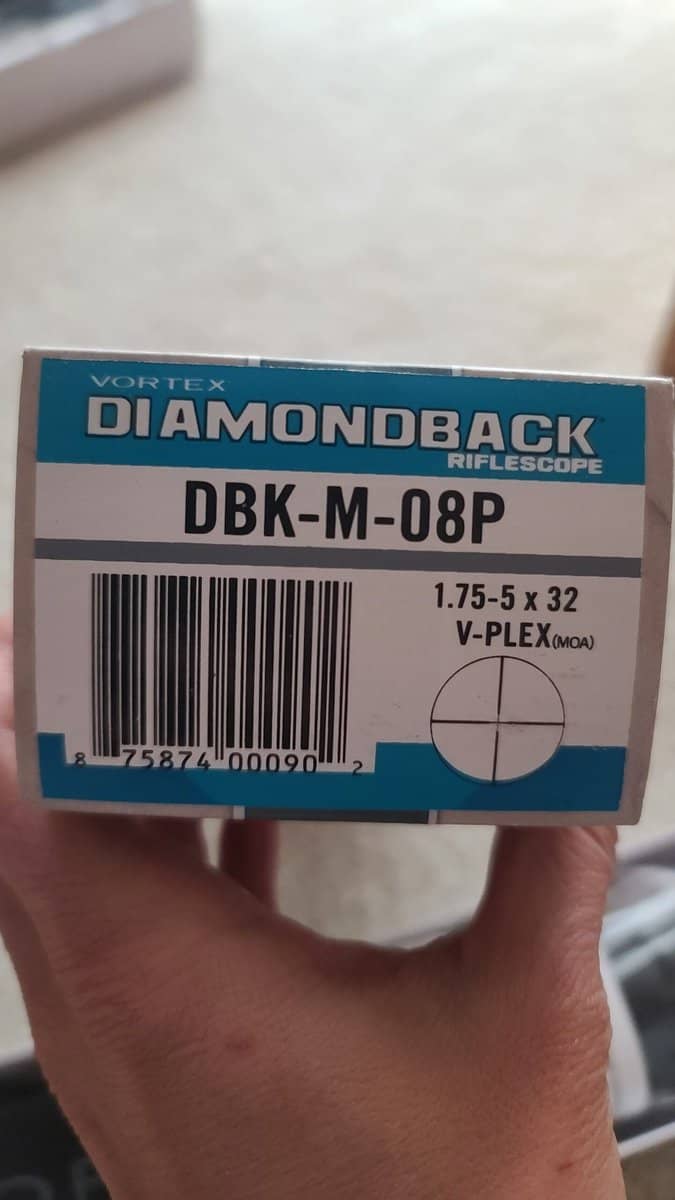 VORTEX
DIAMONDBACK
RIFLESCOPE
DBK-M-08P
1.75-5 x 32
V-PLEX(MOA)
8 75874 00090 2